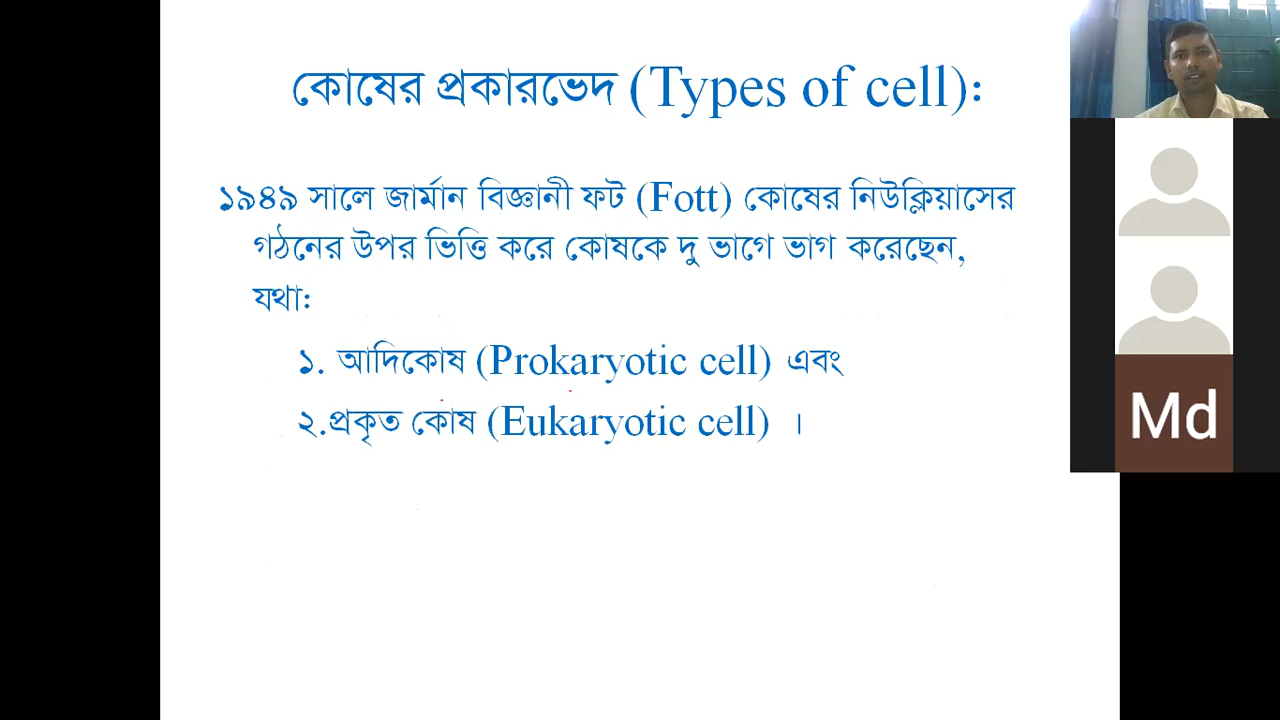 কোষের প্রকারভেদ (Types of cell):
১৯৪৯ সালে জার্মান বিজ্ঞানী ফট (Fott) কোষের নিউক্লিয়াসের
গঠনের উপর ভিত্তি করে কোষকে দু ভাগে ভাগ করেছেন,
যথা:
১. আদিকোষ (Prokaryotic cell) এবং
২.প্রকৃত কোষ (Eukaryotic cell) ।
Md